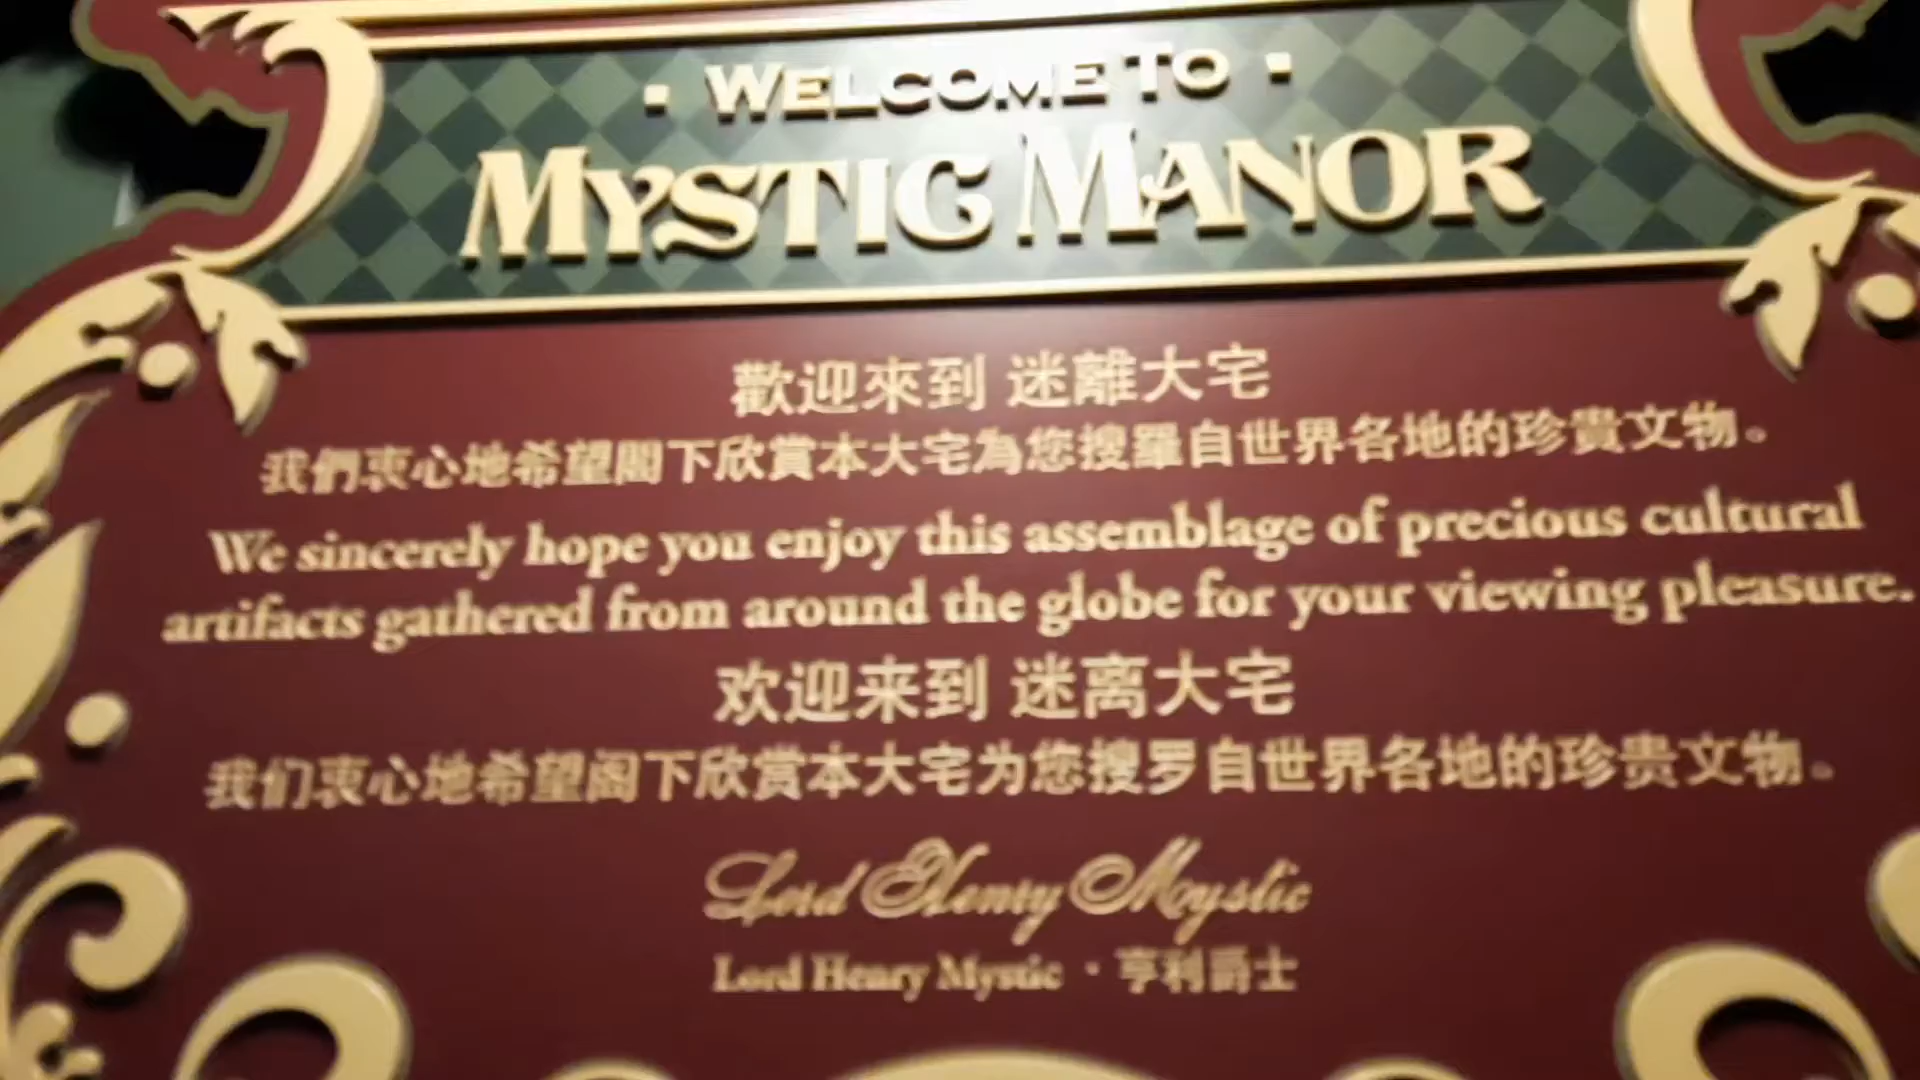 WELCOME TO
MYSTIC MANOR
歡迎來到 迷離大宅
我們衷心地希望閣下欣賞本大宅為您搜羅自世界各地的珍貴文物。
We sincerely hope you enjoy this assemblage of precious cultural
artifacts gathered from around the globe for your viewing pleasure.
欢迎来到 迷离大宅
我们衷心地希望阁下欣赏本大宅为您搜罗自世界各地的珍贵文物。
Lord Henry Mystic
Lord Henry Mystic · 亨利爵士